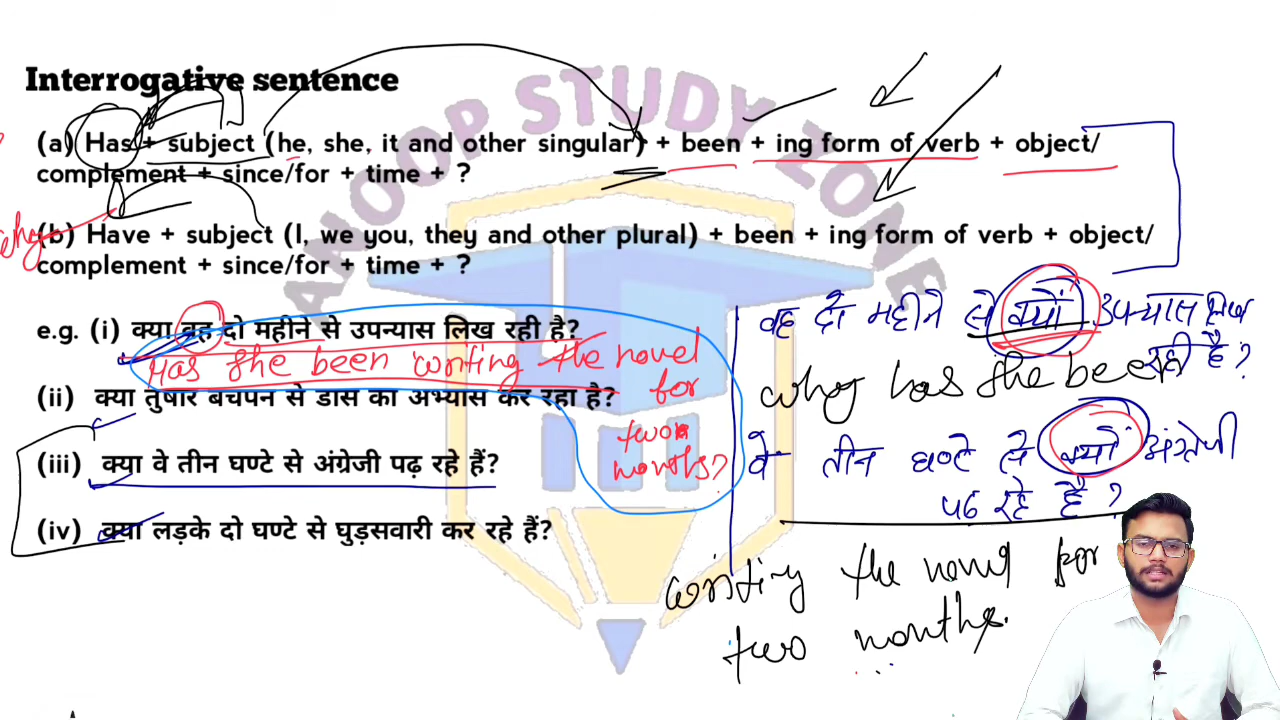 Interrogative sentence
ANOOP STUDY ZONE
(a) Has + subject (he, she, it and other singular) + been + ing form of verb + object/
complement + since/for + time + ?
why
(b) Have + subject (I, we you, they and other plural) + been + ing form of verb + object/
complement + since/for + time + ?
e.g. (i) क्या वह दो महीने से उपन्यास लिख रही है?
Has she been writing the novel
for
two
months?
(ii) क्या तुषार बचपन से डांस का अभ्यास कर रहा है?
(iii) क्या वे तीन घण्टे से अंग्रेजी पढ़ रहे हैं?
(iv) क्या लड़के दो घण्टे से घुड़सवारी कर रहे हैं?
वह दो महीने से क्यों उपन्यास लिख
रही है?
why has she been
वे तीन घण्टे से क्यों अंग्रेजी
पढ़ रहे हैं?
writing the novel for
two months.